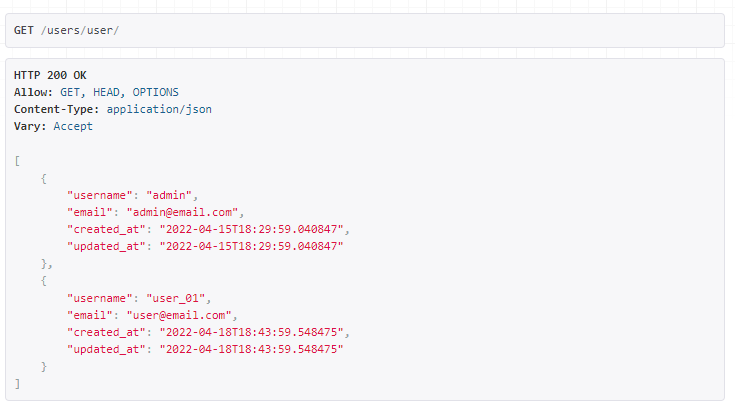 GET /users/user/
HTTP 200 OK
Allow: GET, HEAD, OPTIONS
Content-Type: application/json
Vary: Accept
[
    {
        "username": "admin",
        "email": "admin@email.com",
        "created_at": "2022-04-15T18:29:59.040847",
        "updated_at": "2022-04-15T18:29:59.040847"
    },
    {
        "username": "user_01",
        "email": "user@email.com",
        "created_at": "2022-04-18T18:43:59.548475",
        "updated_at": "2022-04-18T18:43:59.548475"
    }
]